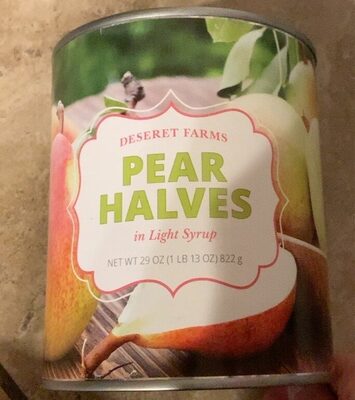 DESERET FARMS
PEAR
HALVES
in Light Syrup
NET WT 29 OZ (1 LB 13 OZ) 822 g